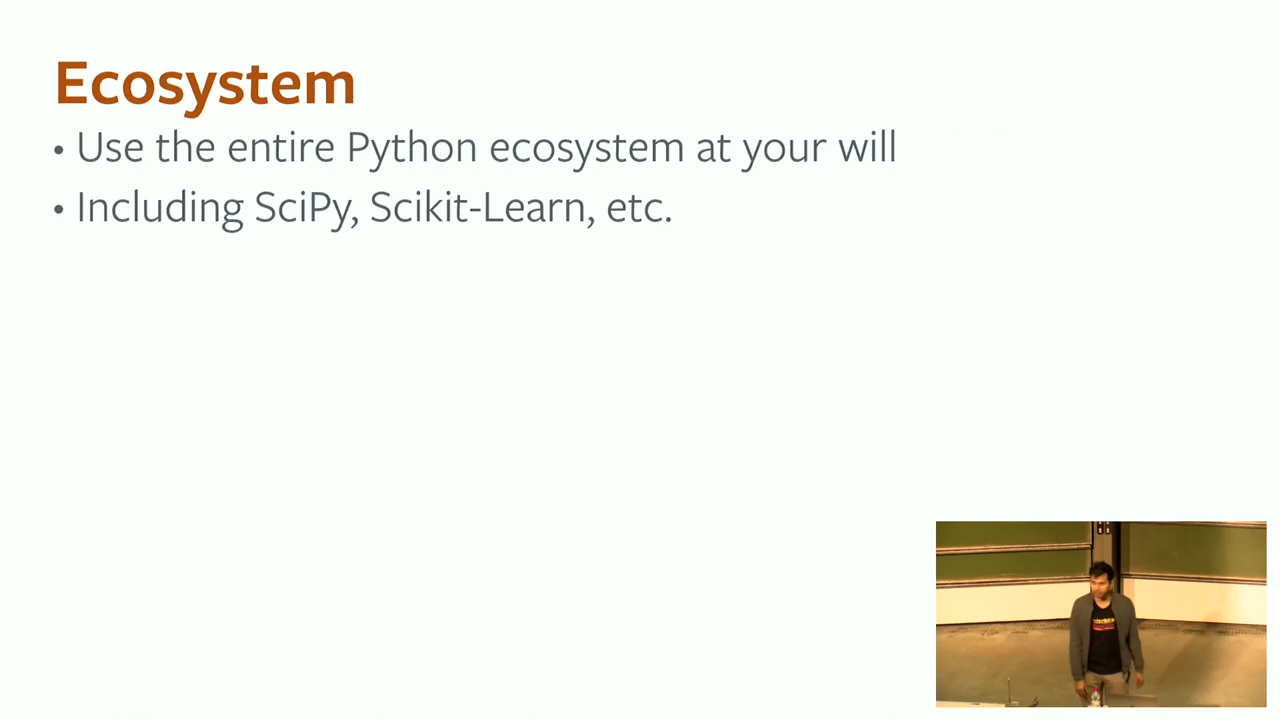 Ecosystem
• Use the entire Python ecosystem at your will
• Including SciPy, Scikit-Learn, etc.